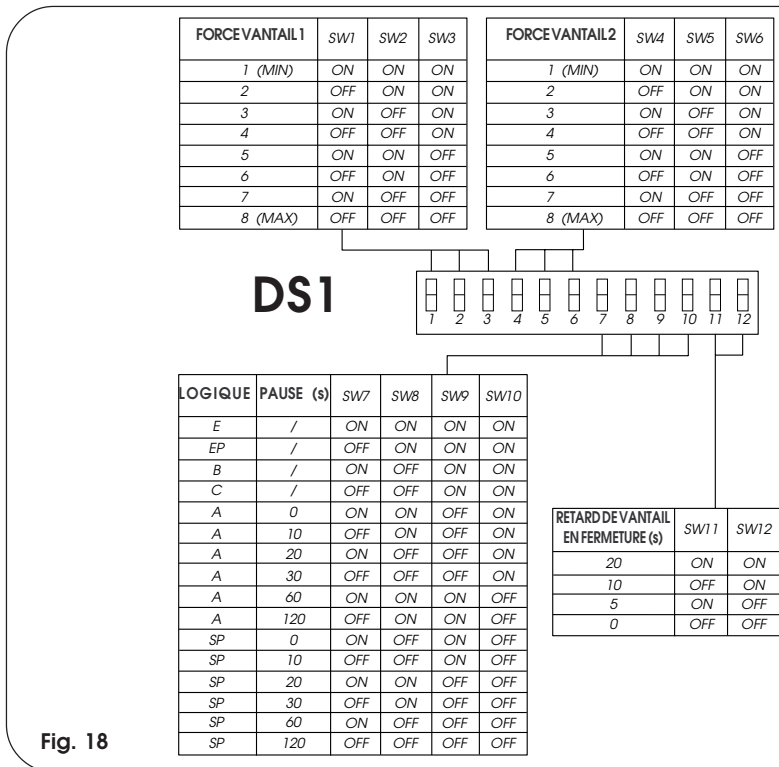 FORCE VANTAIL 1 SW1 SW2 SW3
1 (MIN) ON ON ON
2 OFF ON ON
3 ON OFF ON
4 OFF OFF ON
5 ON ON OFF
6 OFF ON OFF
7 ON OFF OFF
8 (MAX) OFF OFF OFF
FORCE VANTAIL 2 SW4 SW5 SW6
1 (MIN) ON ON ON
2 OFF ON ON
3 ON OFF ON
4 OFF OFF ON
5 ON ON OFF
6 OFF ON OFF
7 ON OFF OFF
8 (MAX) OFF OFF OFF
DS1
1 2 3 4 5 6 7 8 9 10 11 12
LOGIQUE PAUSE (s) SW7 SW8 SW9 SW10
E / ON ON ON ON
EP / OFF ON ON ON
B / ON OFF ON ON
C / OFF OFF ON ON
A 0 ON ON OFF ON
A 10 OFF ON OFF ON
A 20 ON OFF OFF ON
A 30 OFF OFF OFF ON
A 60 ON ON ON OFF
A 120 OFF ON ON OFF
SP 0 ON OFF ON OFF
SP 10 OFF OFF ON OFF
SP 20 ON ON OFF OFF
SP 30 OFF ON OFF OFF
SP 60 ON OFF OFF OFF
SP 120 OFF OFF OFF OFF
RETARD DE VANTAIL
EN FERMETURE (s) SW11 SW12
20 ON ON
10 OFF ON
5 ON OFF
0 OFF OFF
Fig. 18